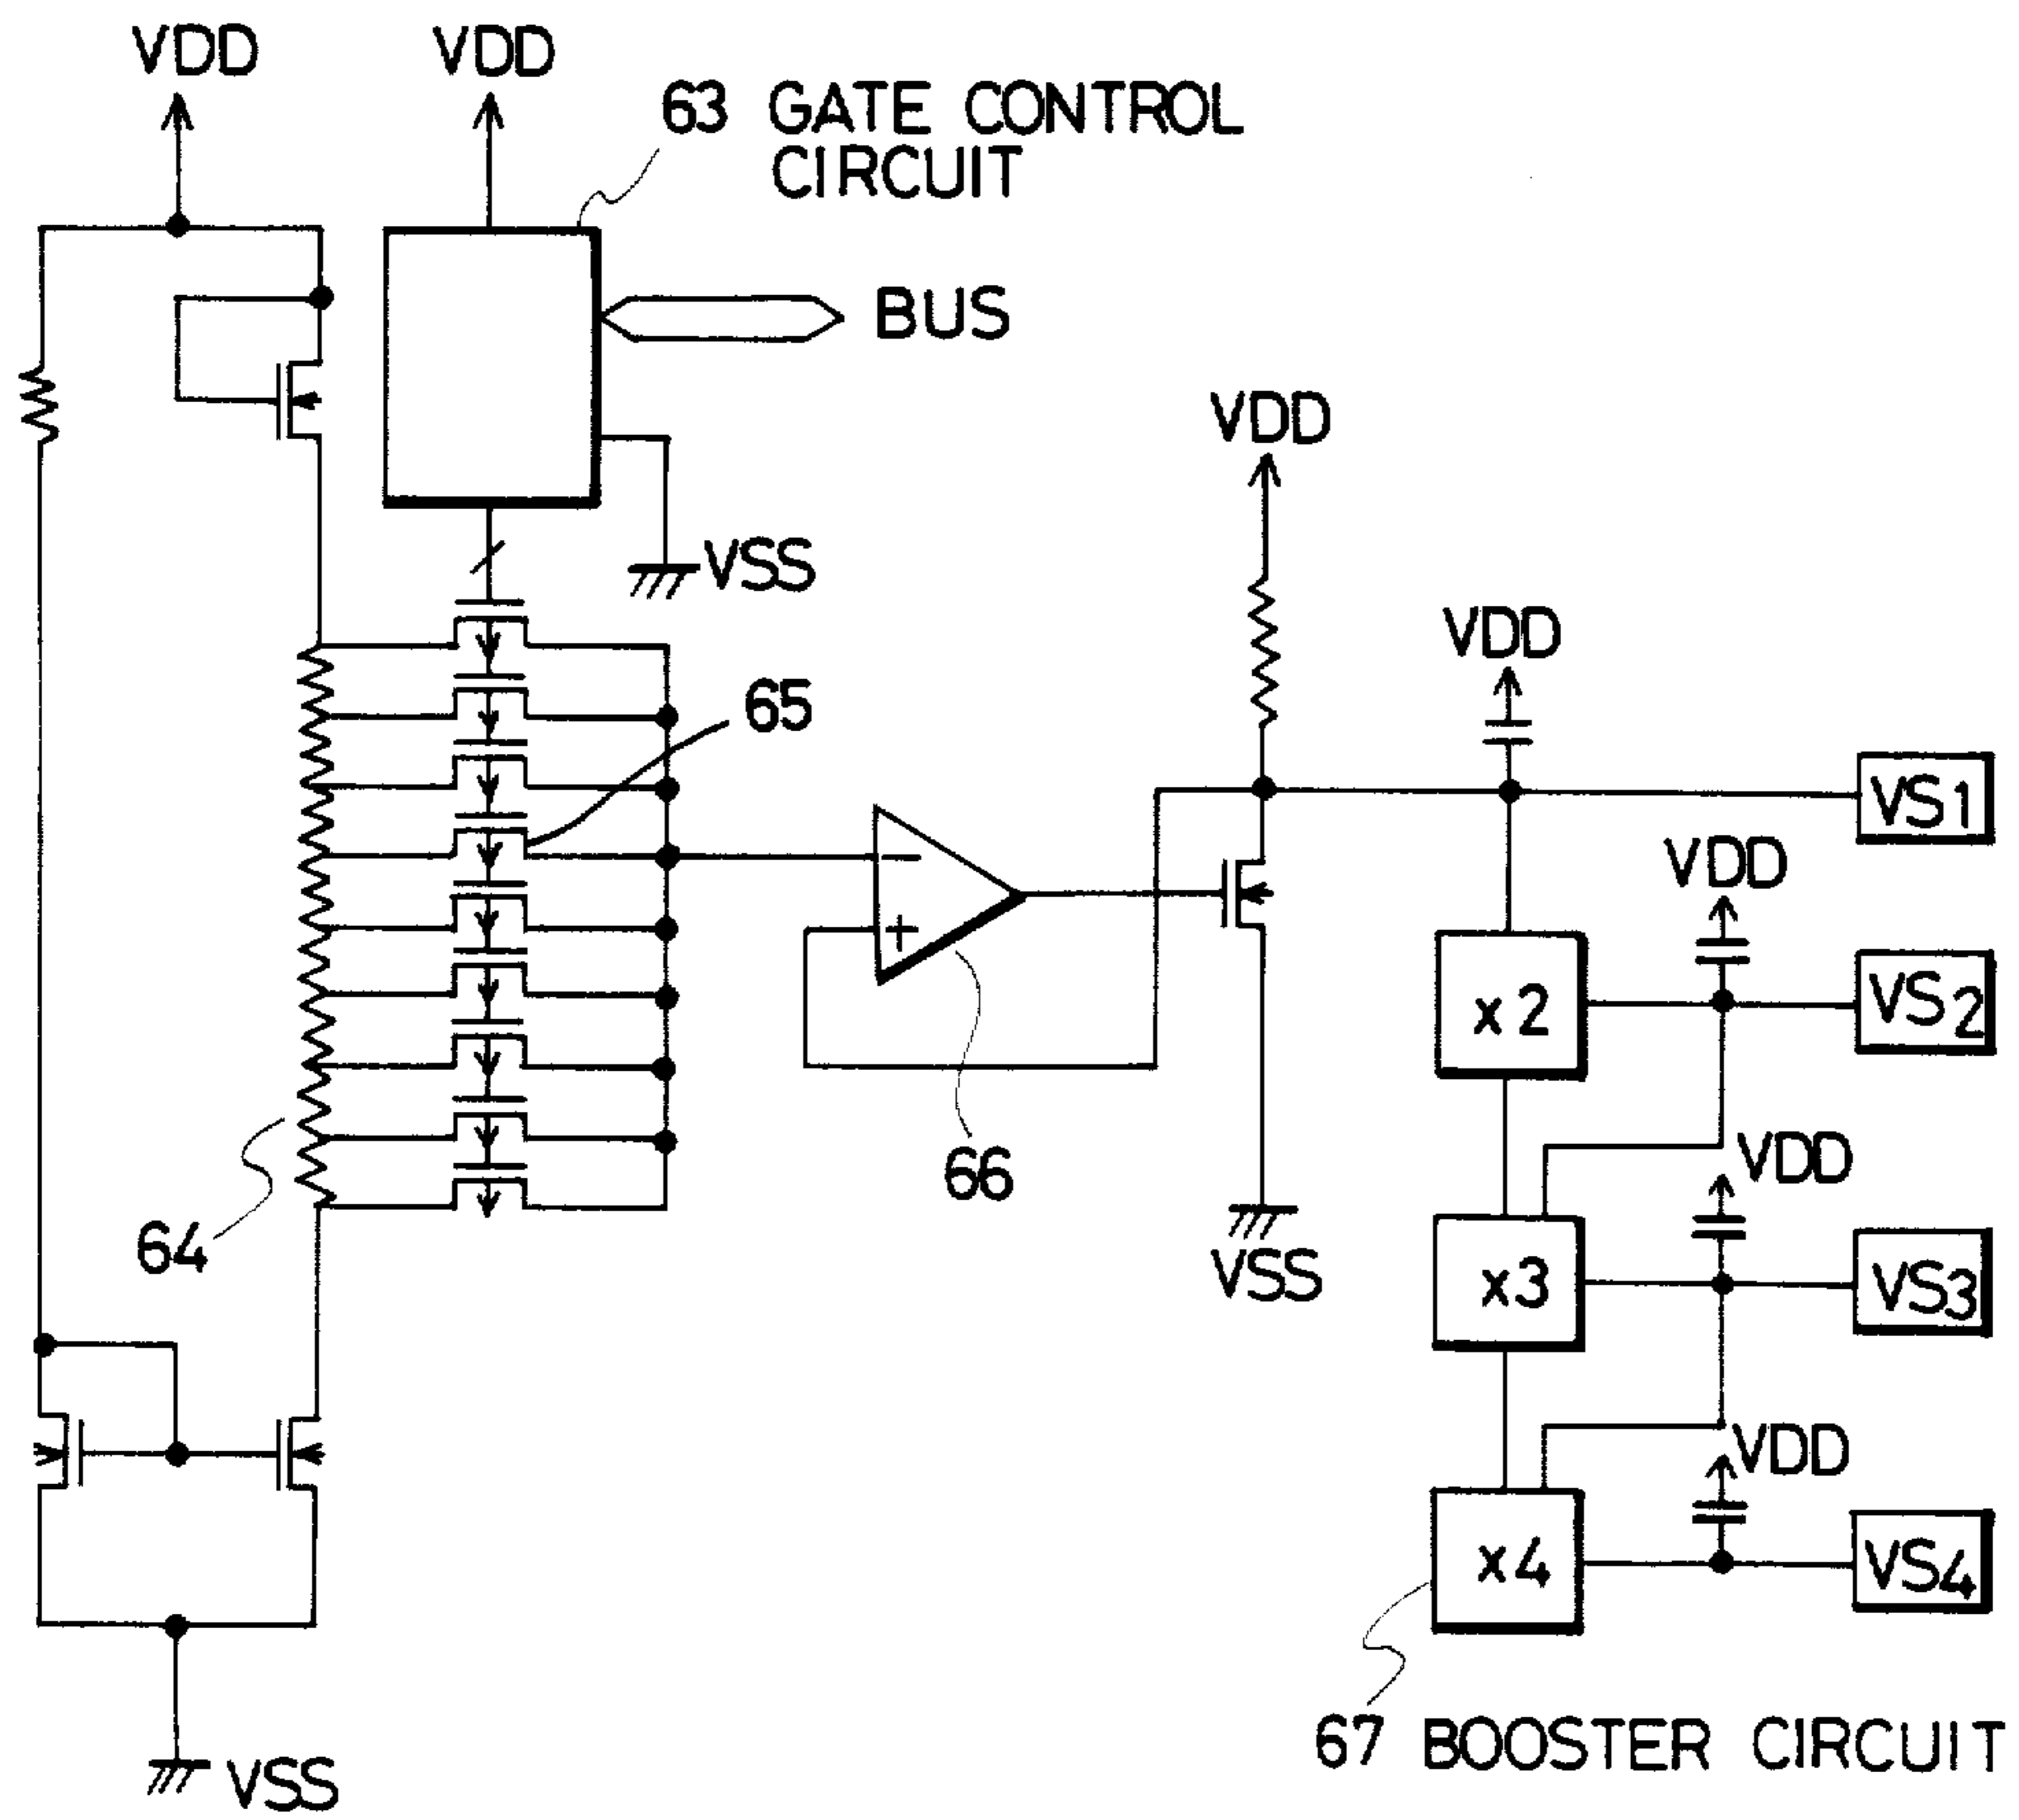 VDD
VDD
63 GATE CONTROL
CIRCUIT
BUS
VSS
VDD
VDD
65
VS1
VDD
−
+
x2
VS2
66
VDD
64
VSS
x3
VS3
VDD
x4
VS4
67 BOOSTER CIRCUIT
VSS